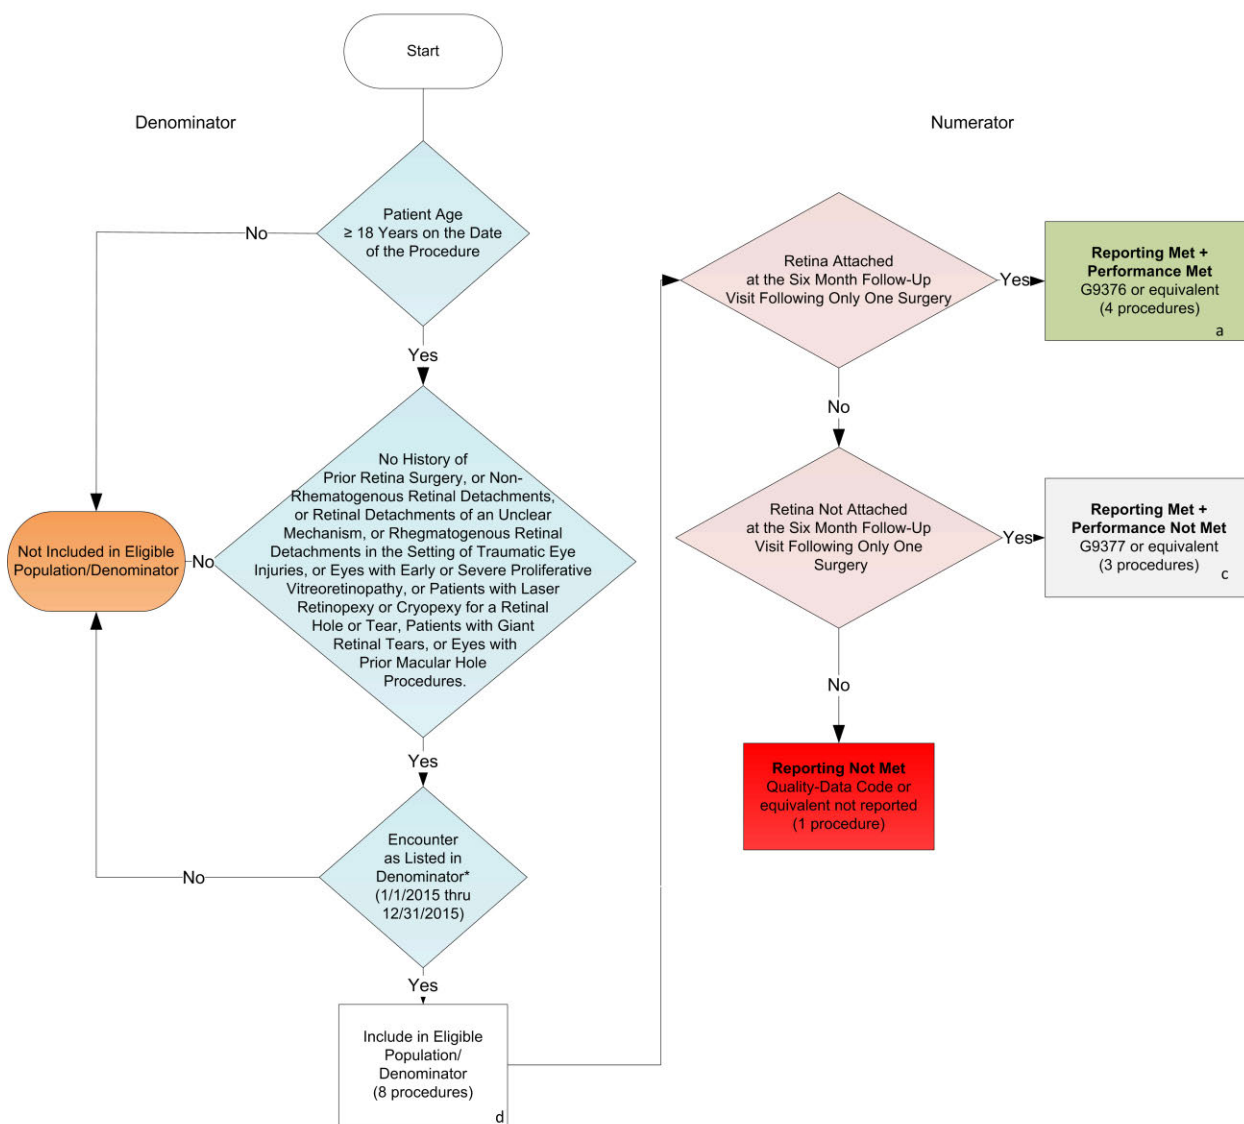 Start
Denominator
Numerator
Patient Age
≥ 18 Years on the Date
of the Procedure
No
Yes
No History of
Prior Retina Surgery, or Non-
Rhematogenous Retinal Detachments,
or Retinal Detachments of an Unclear
Mechanism, or Rhegmatogenous Retinal
Detachments in the Setting of Traumatic Eye
Injuries, or Eyes with Early or Severe Proliferative
Vitreoretinopathy, or Patients with Laser
Retinopexy or Cryopexy for a Retinal
Hole or Tear, Patients with Giant
Retinal Tears, or Eyes with
Prior Macular Hole
Procedures.
No
Not Included in Eligible
Population/Denominator
Yes
Encounter
as Listed in
Denominator*
(1/1/2015 thru
12/31/2015)
No
Yes
Include in Eligible
Population/
Denominator
(8 procedures)
d
Retina Attached
at the Six Month Follow-Up
Visit Following Only One Surgery
Yes
Reporting Met +
Performance Met
G9376 or equivalent
(4 procedures)
a
No
Retina Not Attached
at the Six Month Follow-Up
Visit Following Only One
Surgery
Yes
Reporting Met +
Performance Not Met
G9377 or equivalent
(3 procedures)
c
No
Reporting Not Met
Quality-Data Code or
equivalent not reported
(1 procedure)